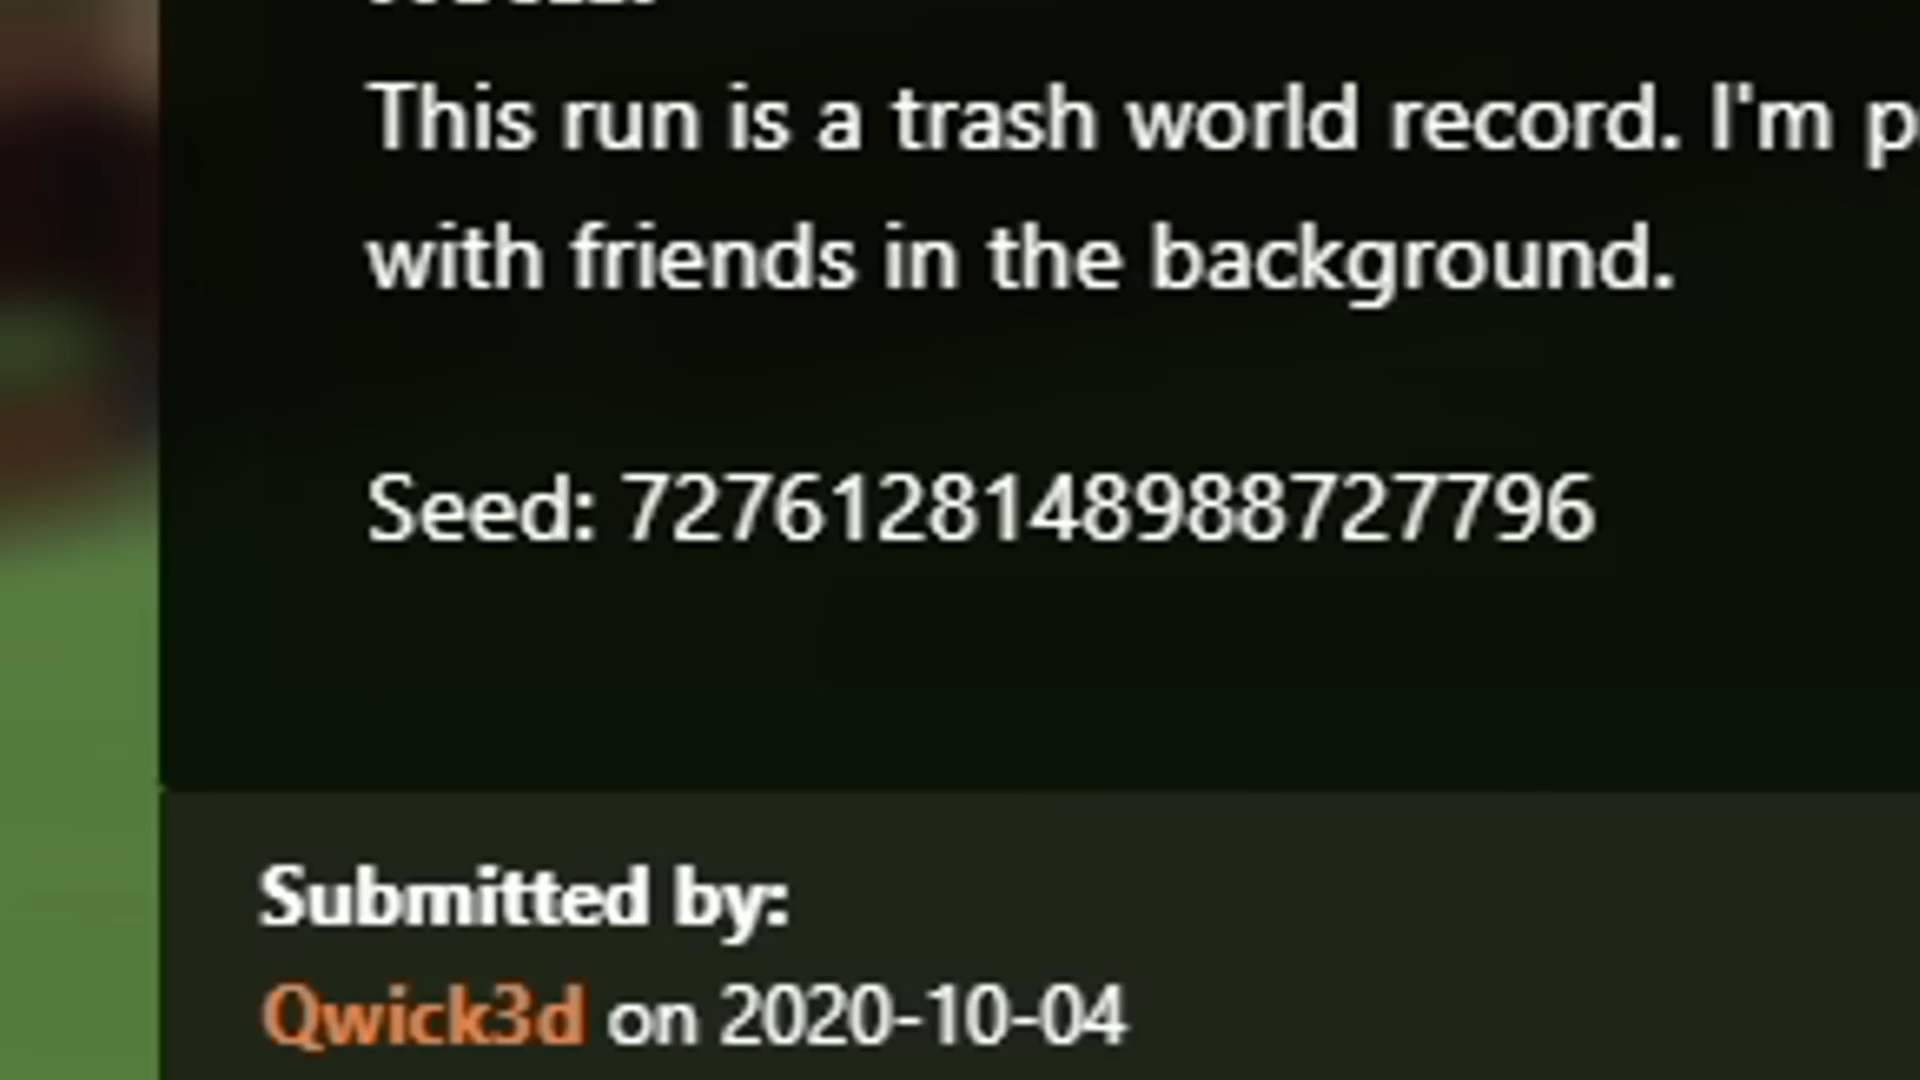 This run is a trash world record. I'm
with friends in the background.
Seed: 7276128148988727796
Submitted by:
Qwick3d on 2020-10-04